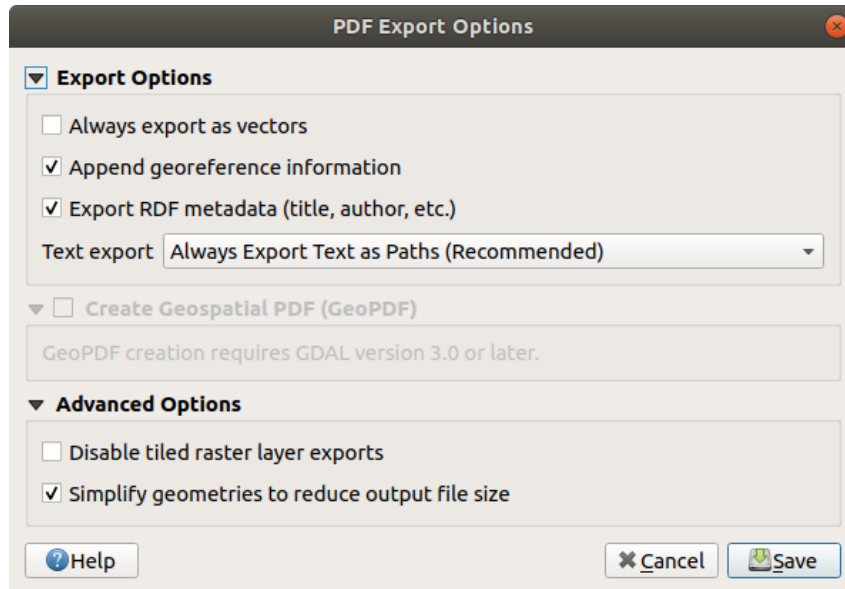 PDF Export Options
Export Options
Always export as vectors
Append georeference information
Export RDF metadata (title, author, etc.)
Text export Always Export Text as Paths (Recommended)
Create Geospatial PDF (GeoPDF)
GeoPDF creation requires GDAL version 3.0 or later.
Advanced Options
Disable tiled raster layer exports
Simplify geometries to reduce output file size
Help Cancel Save